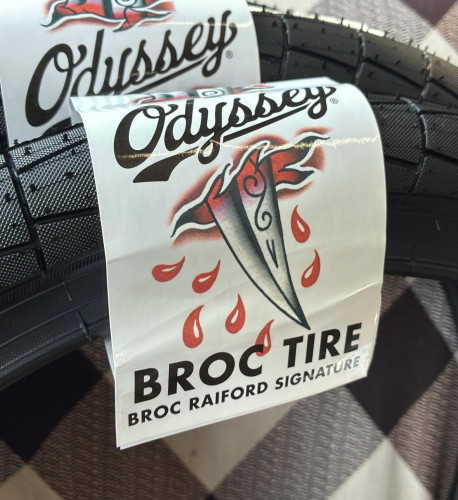 Odyssey®
Odyssey®
BROC TIRE
BROC RAIFORD SIGNATURE